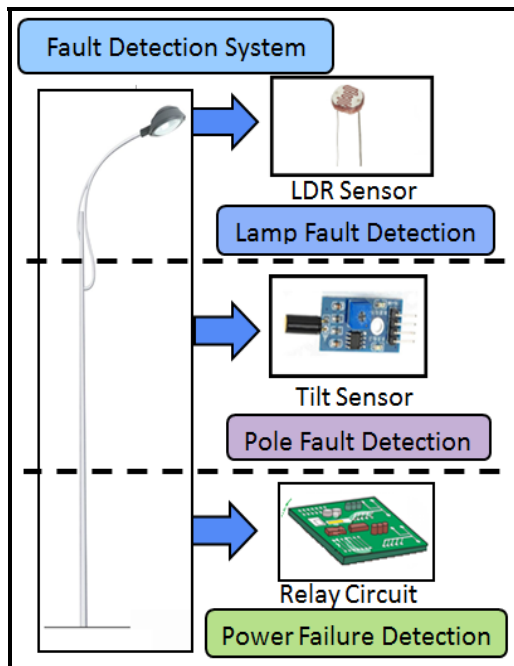 Fault Detection System
LDR Sensor
Lamp Fault Detection
Tilt Sensor
Pole Fault Detection
Relay Circuit
Power Failure Detection